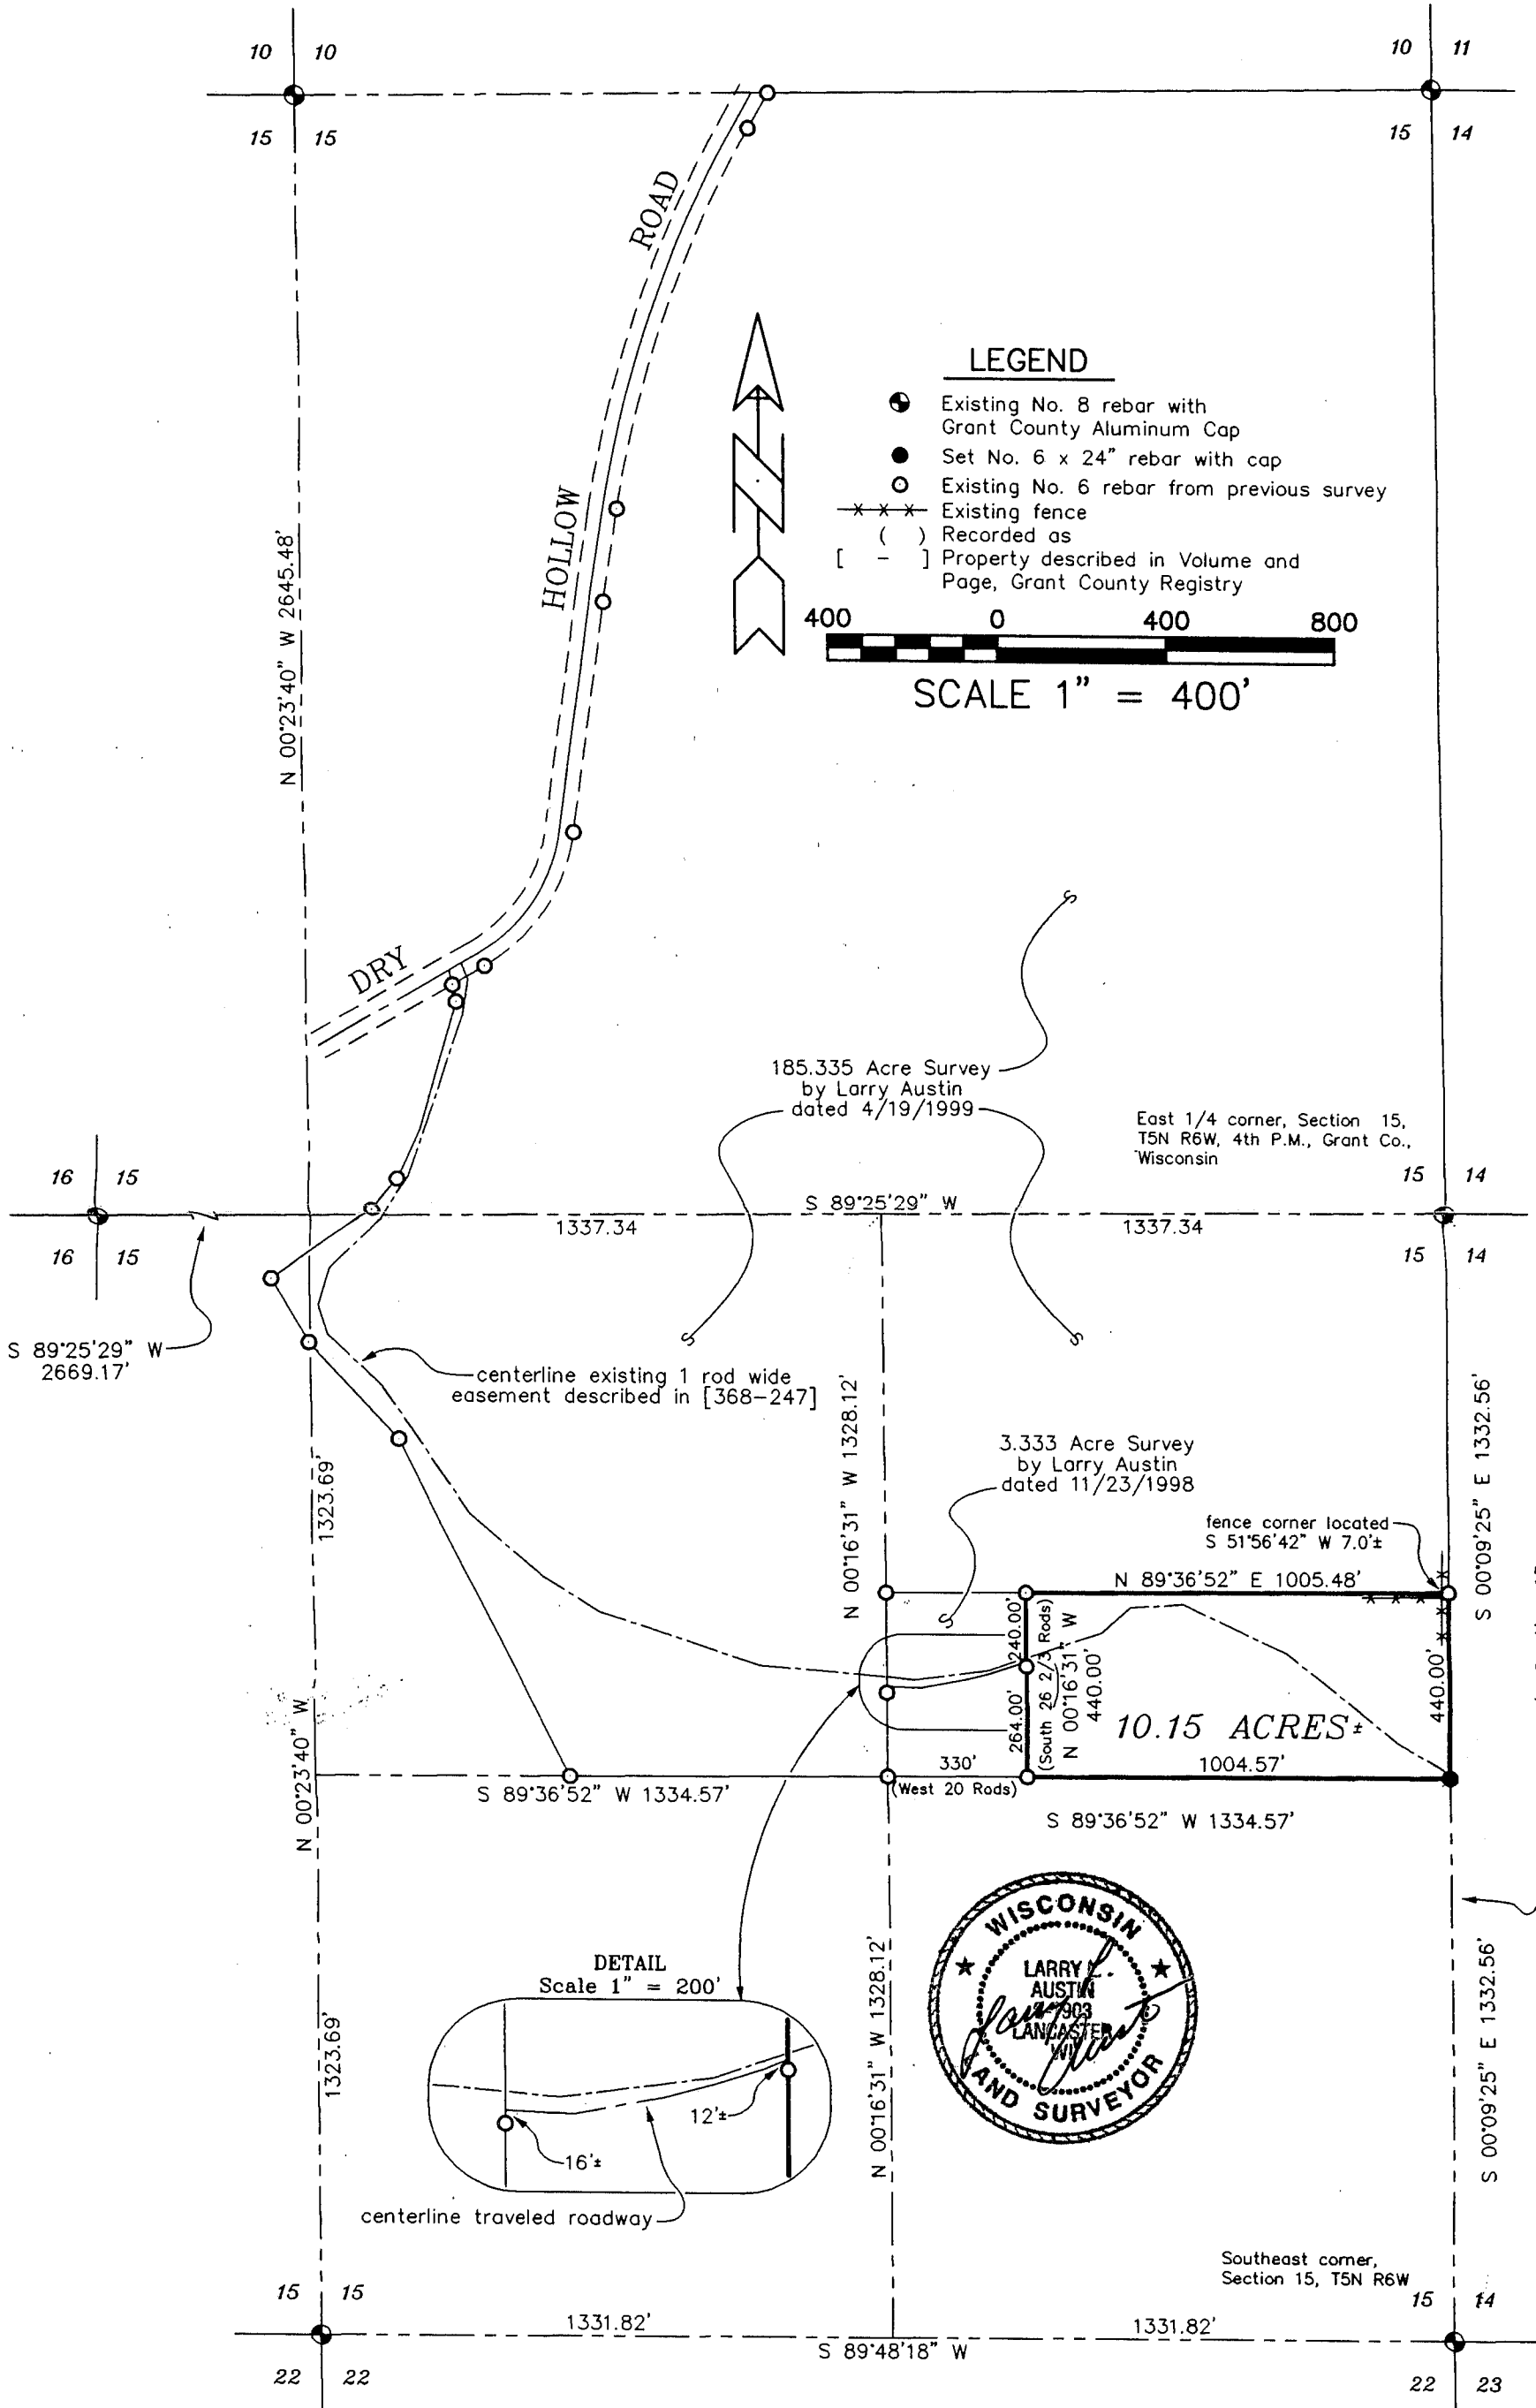 10 10
10 11
15 15
15 14
ROAD
HOLLOW
DRY
N 00°23'40" W 2645.48'
LEGEND
Existing No. 8 rebar with
Grant County Aluminum Cap
Set No. 6 x 24" rebar with cap
Existing No. 6 rebar from previous survey
Existing fence
( ) Recorded as
[ - ] Property described in Volume and
Page, Grant County Registry
400 0 400 800
SCALE 1" = 400'
185.335 Acre Survey
by Larry Austin
dated 4/19/1999
S
S
S
East 1/4 corner, Section 15,
T5N R6W, 4th P.M., Grant Co.,
Wisconsin
16 15
15 14
S 89°25'29" W
1337.34
1337.34
16 15
15 14
S 89°25'29" W
2669.17'
centerline existing 1 rod wide
easement described in [368-247]
N 00°16'31" W 1328.12'
S 00°09'25" E 1332.56'
3.333 Acre Survey
by Larry Austin
dated 11/23/1998
S
fence corner located
S 51°56'42" W 7.0'±
1323.69'
N 00°23'40" W
N 89°36'52" E 1005.48'
240.00'
264.00'
(South 26 2/3 Rods)
N 00°16'31" W
440.00'
440.00'
10.15 ACRES±
330'
1004.57'
(West 20 Rods)
S 89°36'52" W 1334.57'
S 89°36'52" W 1334.57'
WISCONSIN
LARRY L.
AUSTIN
LANCASTER
WI
LAND SURVEYOR
DETAIL
Scale 1" = 200'
12'±
16'±
centerline traveled roadway
1323.69'
N 00°16'31" W 1328.12'
S 00°09'25" E 1332.56'
Southeast corner,
Section 15, T5N R6W
15 15
15 14
1331.82'
1331.82'
S 89°48'18" W
22 22
22 23